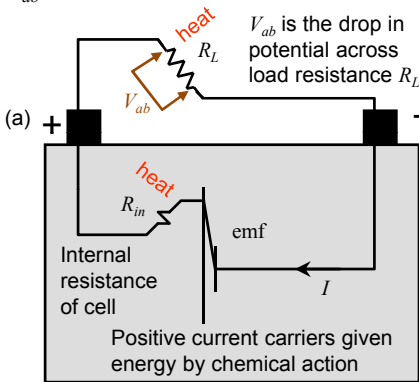 ab
heat
R_L
V_ab is the drop in
potential across
load resistance R_L
V_ab
(a)
+
-
heat
R_in
emf
Internal
resistance
of cell
I
Positive current carriers given
energy by chemical action